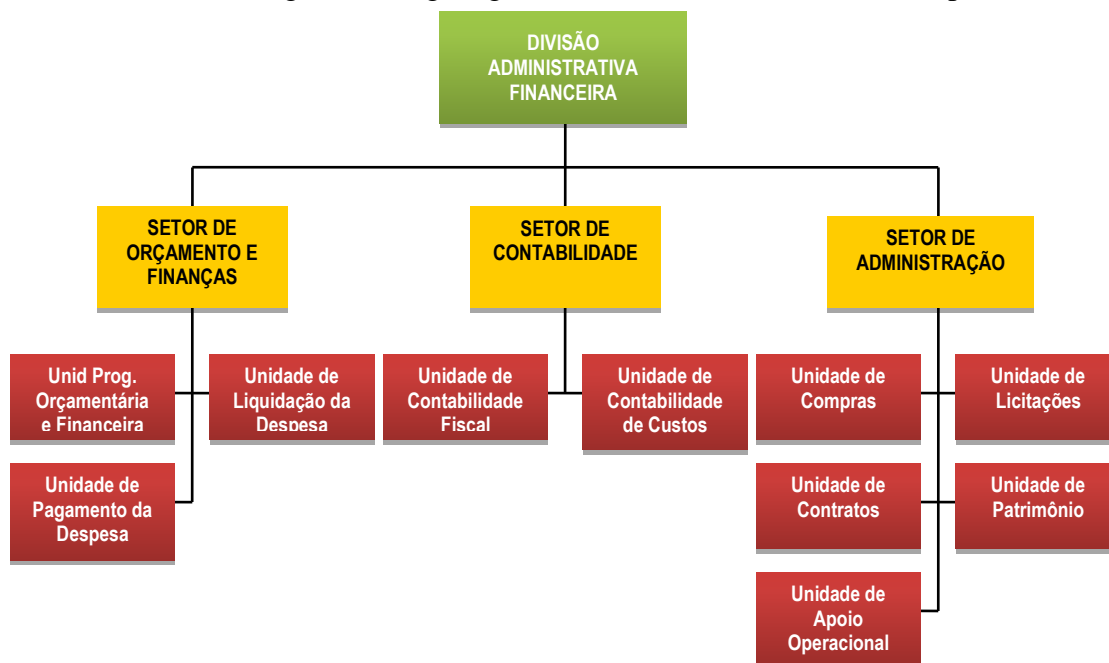 DIVISÃO
ADMINISTRATIVA
FINANCEIRA
SETOR DE
ORÇAMENTO E
FINANÇAS
SETOR DE
CONTABILIDADE
SETOR DE
ADMINISTRAÇÃO
Unid Prog.
Orçamentária
e Financeira
Unidade de
Liquidação da
Despesa
Unidade de
Contabilidade
Fiscal
Unidade de
Contabilidade
de Custos
Unidade de
Compras
Unidade de
Licitações
Unidade de
Pagamento da
Despesa
Unidade de
Contratos
Unidade de
Patrimônio
Unidade de
Apoio
Operacional